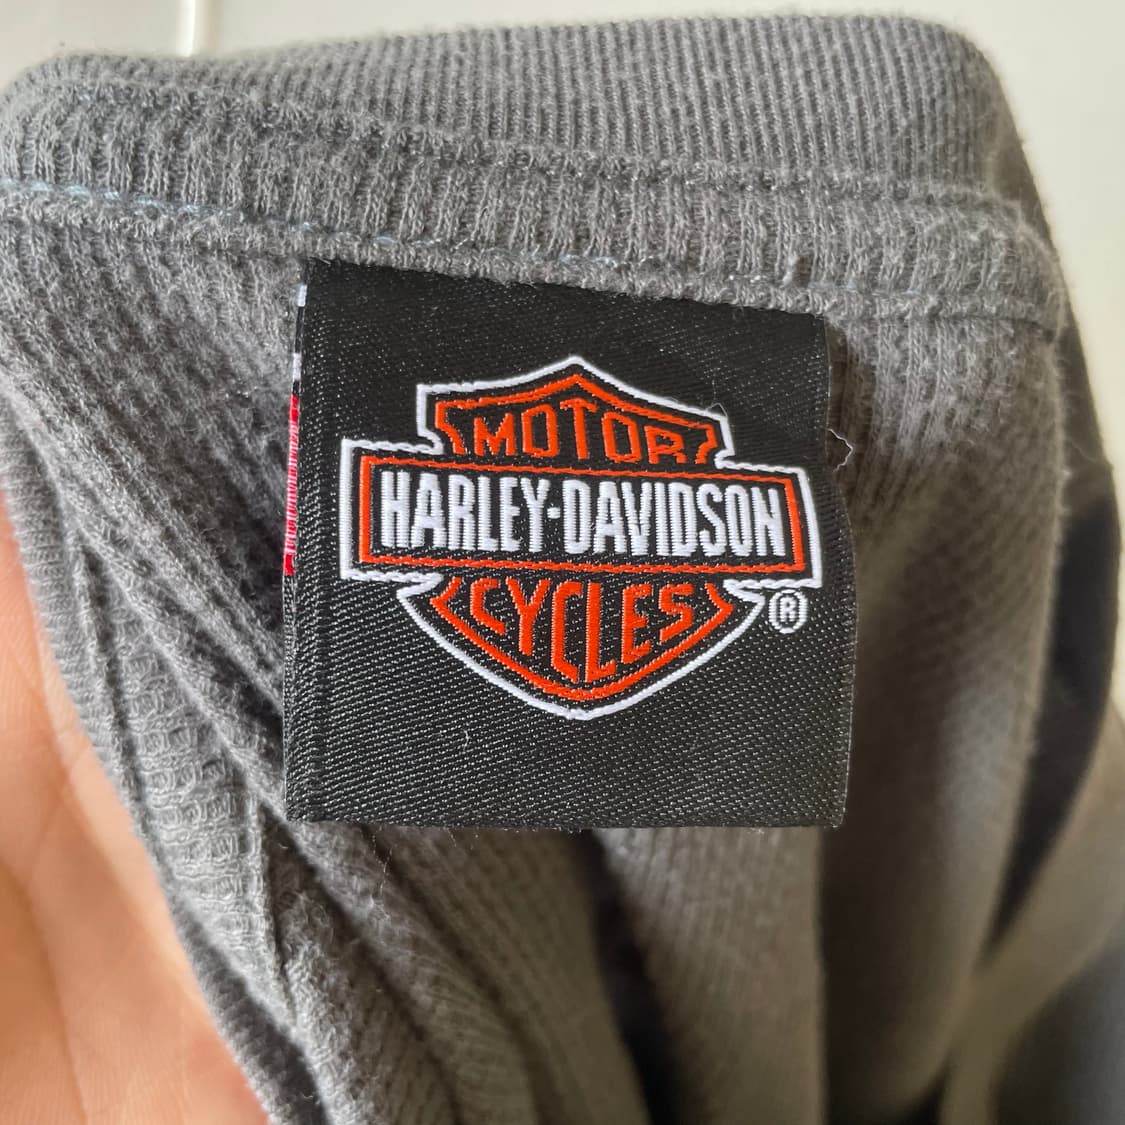 MOTOR
HARLEY-DAVIDSON
CYCLES
®